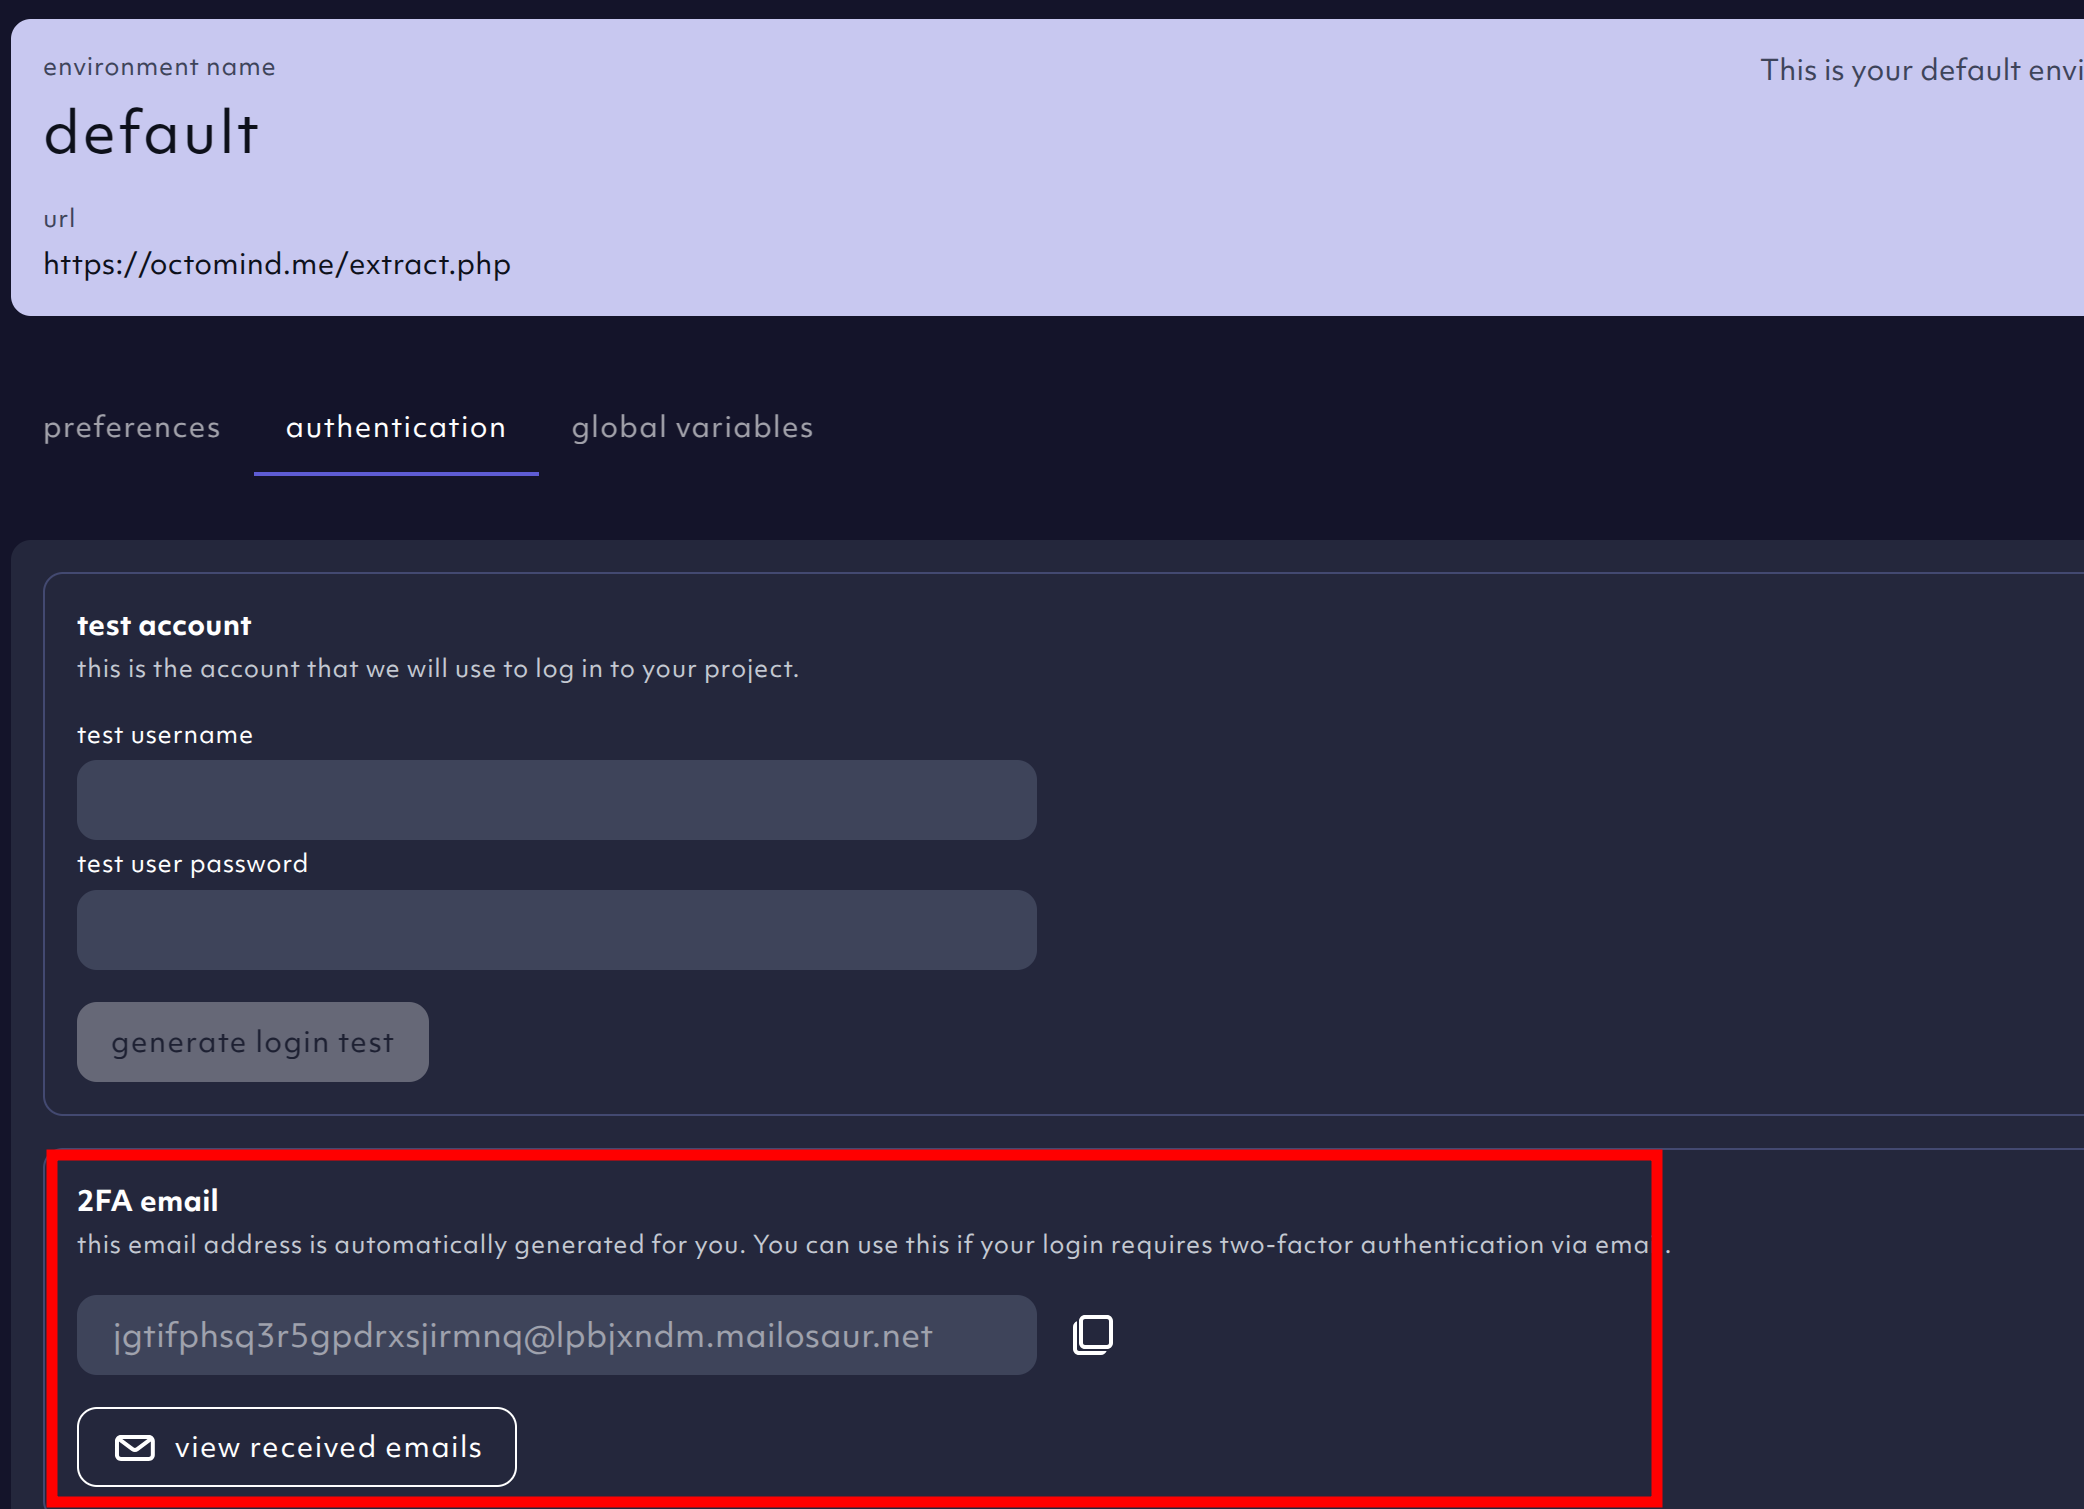 environment name
This is your default envi
default
url
https://octomind.me/extract.php
preferences
authentication
global variables
test account
this is the account that we will use to log in to your project.
test username
test user password
generate login test
2FA email
this email address is automatically generated for you. You can use this if your login requires two-factor authentication via ema .
jgtifphsq3r5gpdrxsjirmnq@lpbjxndm.mailosaur.net
view received emails